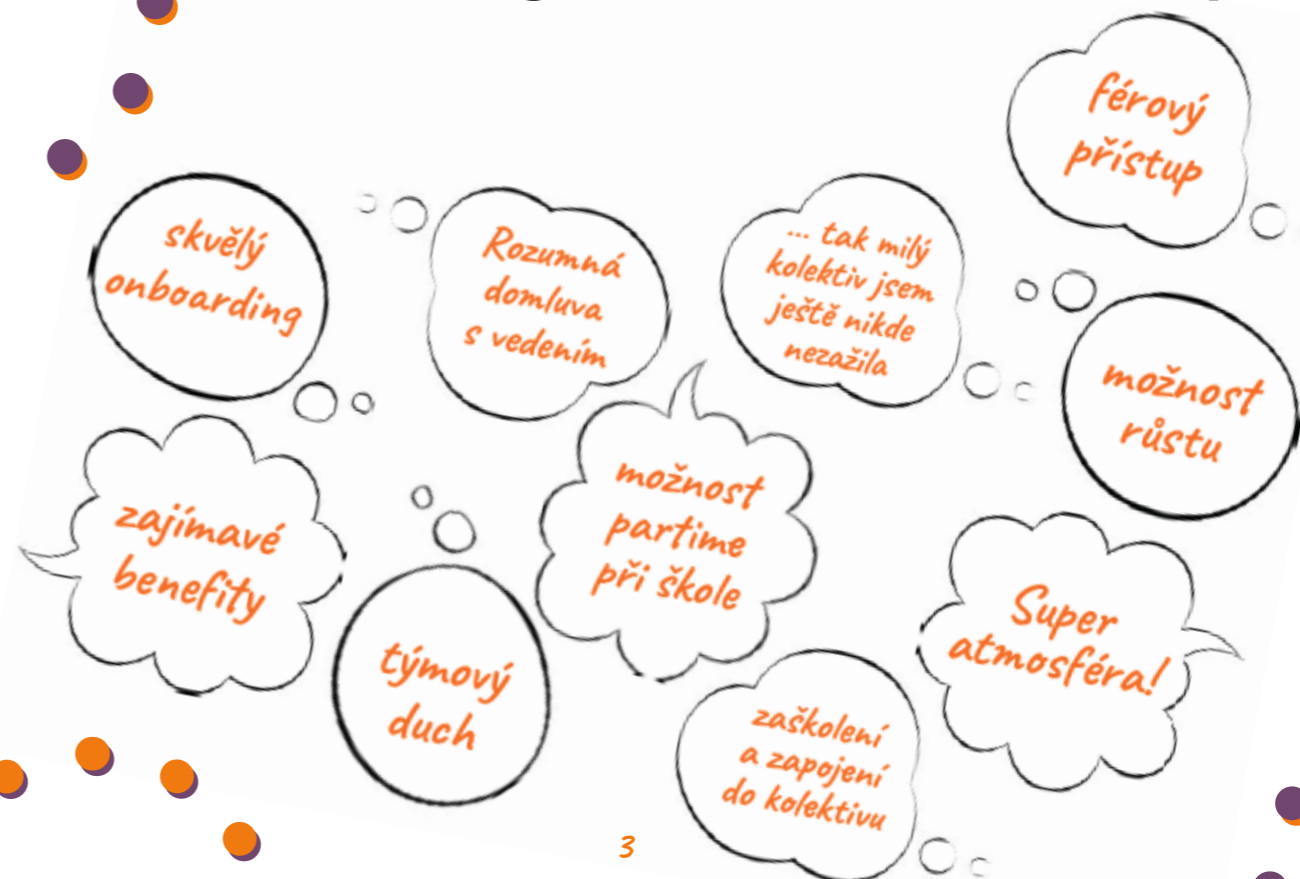 férový
přístup
skvělý
onboarding
Rozumná
domluva
s vedením
... tak milý
kolektiv jsem
ještě nikde
nezažila
možnost
růstu
zajímavé
benefity
možnost
partime
při škole
týmový
duch
Super
atmosféra!
zaškolení
a zapojení
do kolektivu
3